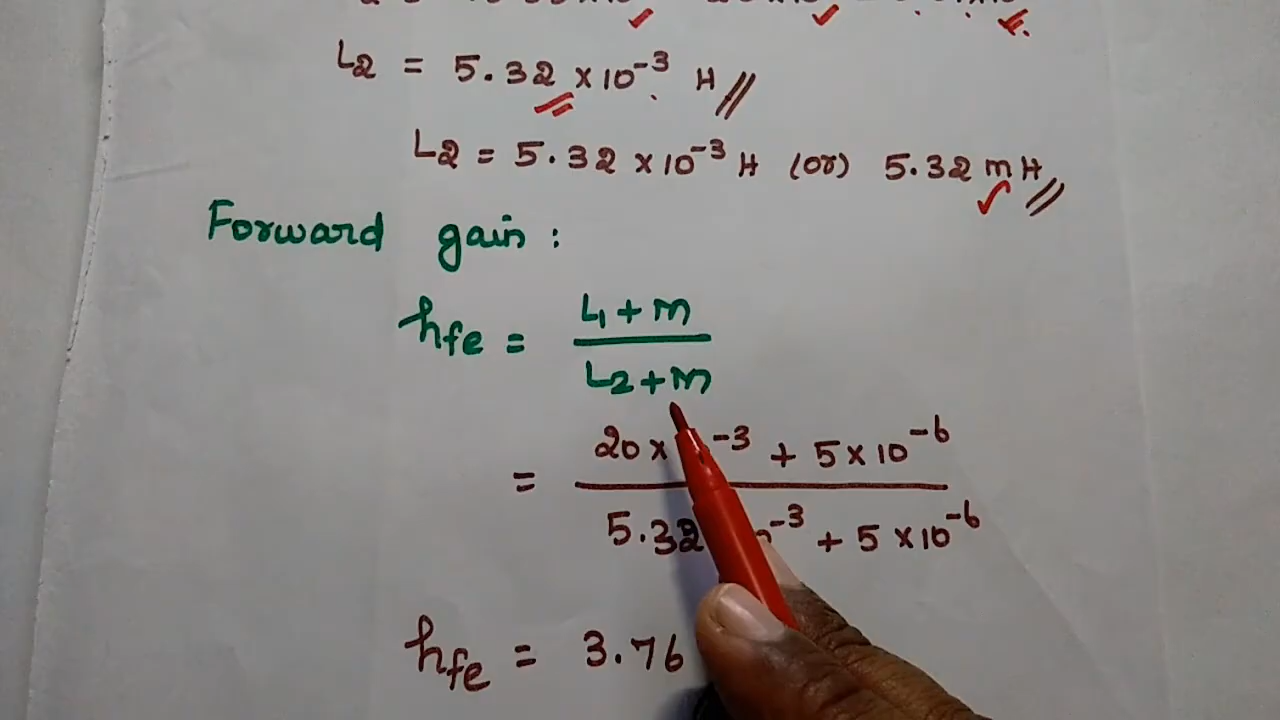 L2 = 5.32 × 10⁻³ H //
L2 = 5.32 × 10⁻³ H (or) 5.32 mH //
Forward gain :
hfe = L1 + m
L2 + m
= 20 × ⁻³ + 5 × 10⁻⁶
5.32 ⁻³ + 5 × 10⁻⁶
hfe = 3.76